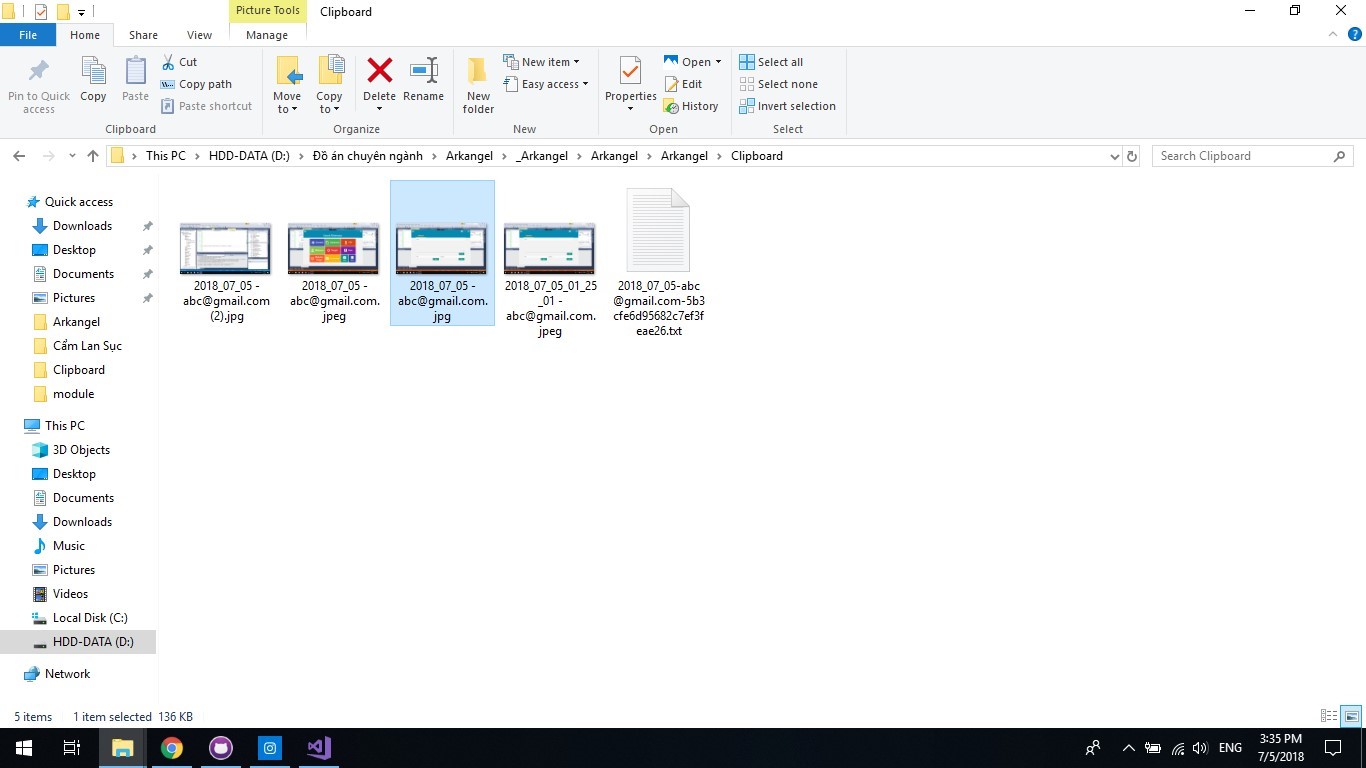 Picture Tools
Clipboard
File
Home
Share
View
Manage
Pin to Quick
access
Copy
Paste
Cut
Copy path
Paste shortcut
Clipboard
Move
to
Copy
to
Delete
Rename
Organize
New
folder
New item
Easy access
New
Properties
Open
Edit
History
Open
Select all
Select none
Invert selection
Select
This PC
HDD-DATA (D:)
Đồ án chuyên ngành
Arkangel
_Arkangel
Arkangel
Arkangel
Clipboard
Search Clipboard
Quick access
Downloads
Desktop
Documents
Pictures
Arkangel
Cẩm Lan Sục
Clipboard
module
This PC
3D Objects
Desktop
Documents
Downloads
Music
Pictures
Videos
Local Disk (C:)
HDD-DATA (D:)
Network
2018_07_05 -
abc@gmail.com
(2).jpg
2018_07_05 -
abc@gmail.com.
jpeg
2018_07_05 -
abc@gmail.com.
jpg
2018_07_05_01_25
_01 -
abc@gmail.com.
jpeg
2018_07_05-abc
@gmail.com-5b3
cfe6d95682c7ef3f
eae26.txt
5 items
1 item selected 136 KB
ENG
3:35 PM
7/5/2018